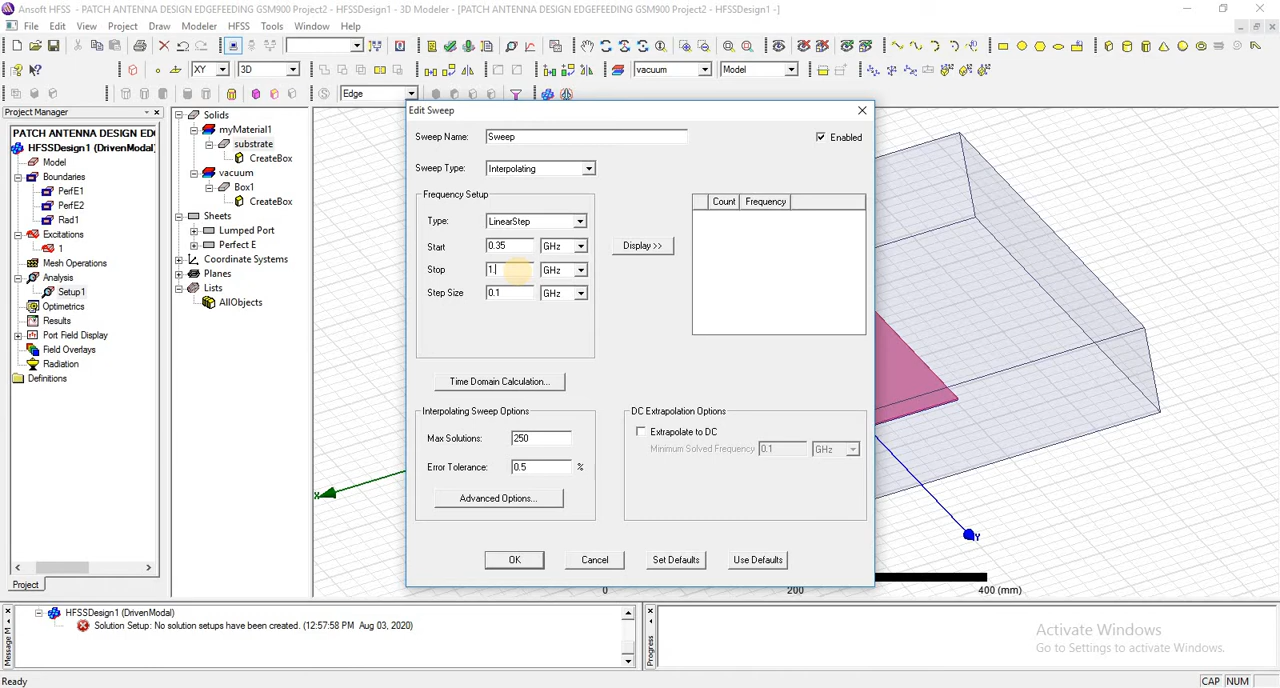 Ansoft HFSS - PATCH ANTENNA DESIGN EDGEFEEDING GSM900 Project2 - HFSSDesign1 - 3D Modeler - [PATCH ANTENNA DESIGN EDGEFEEDING GSM900 Project2 - HFSSDesign1 - 3D Modeler -]
File Edit View Project Draw Modeler HFSS Tools Window Help
XY 3D vacuum Model
Edge
Project Manager
PATCH ANTENNA DESIGN ED
HFSSDesign1 (DrivenModal)
Model
Boundaries
PerfE1
PerfE2
Rad1
Excitations
1
Mesh Operations
Analysis
Setup1
Optimetrics
Results
Port Field Display
Field Overlays
Radiation
Definitions
Project
Solids
myMaterial1
substrate
CreateBox
vacuum
Box1
CreateBox
Sheets
Lumped Port
Perfect E
Coordinate Systems
Planes
Lists
AllObjects
Edit Sweep
Sweep Name: Sweep Enabled
Sweep Type: Interpolating
Frequency Setup
Type: LinearStep
Start 0.35 GHz
Stop 1. GHz
Step Size 0.1 GHz
Display >>
Count Frequency
Time Domain Calculation...
Interpolating Sweep Options
Max Solutions: 250
Error Tolerance: 0.5 %
Advanced Options...
DC Extrapolation Options
Extrapolate to DC
Minimum Solved Frequency 0.1 GHz
OK Cancel Set Defaults Use Defaults
X
Y
0 200 400 (mm)
Message M
HFSSDesign1 (DrivenModal)
Solution Setup: No solution setups have been created. (12:57:58 PM Aug 03, 2020)
Progress
Activate Windows
Go to Settings to activate Windows.
Ready CAP NUM